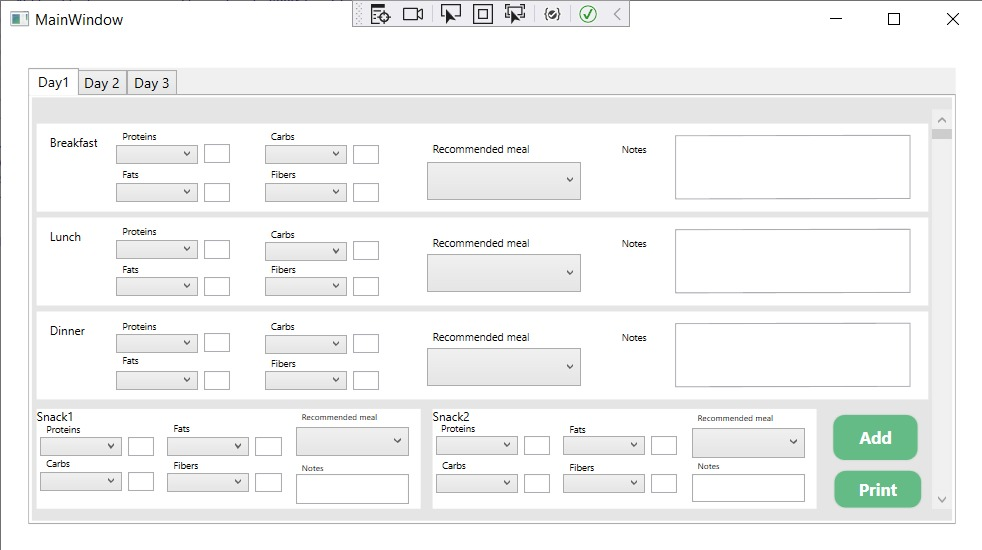 MainWindow
Day1 Day 2 Day 3
Breakfast Proteins Carbs Recommended meal Notes
Fats Fibers
Lunch Proteins Carbs Recommended meal Notes
Fats Fibers
Dinner Proteins Carbs Recommended meal Notes
Fats Fibers
Snack1 Recommended meal
Proteins Fats
Carbs Fibers Notes
Snack2 Recommended meal
Proteins Fats
Carbs Fibers Notes
Add
Print